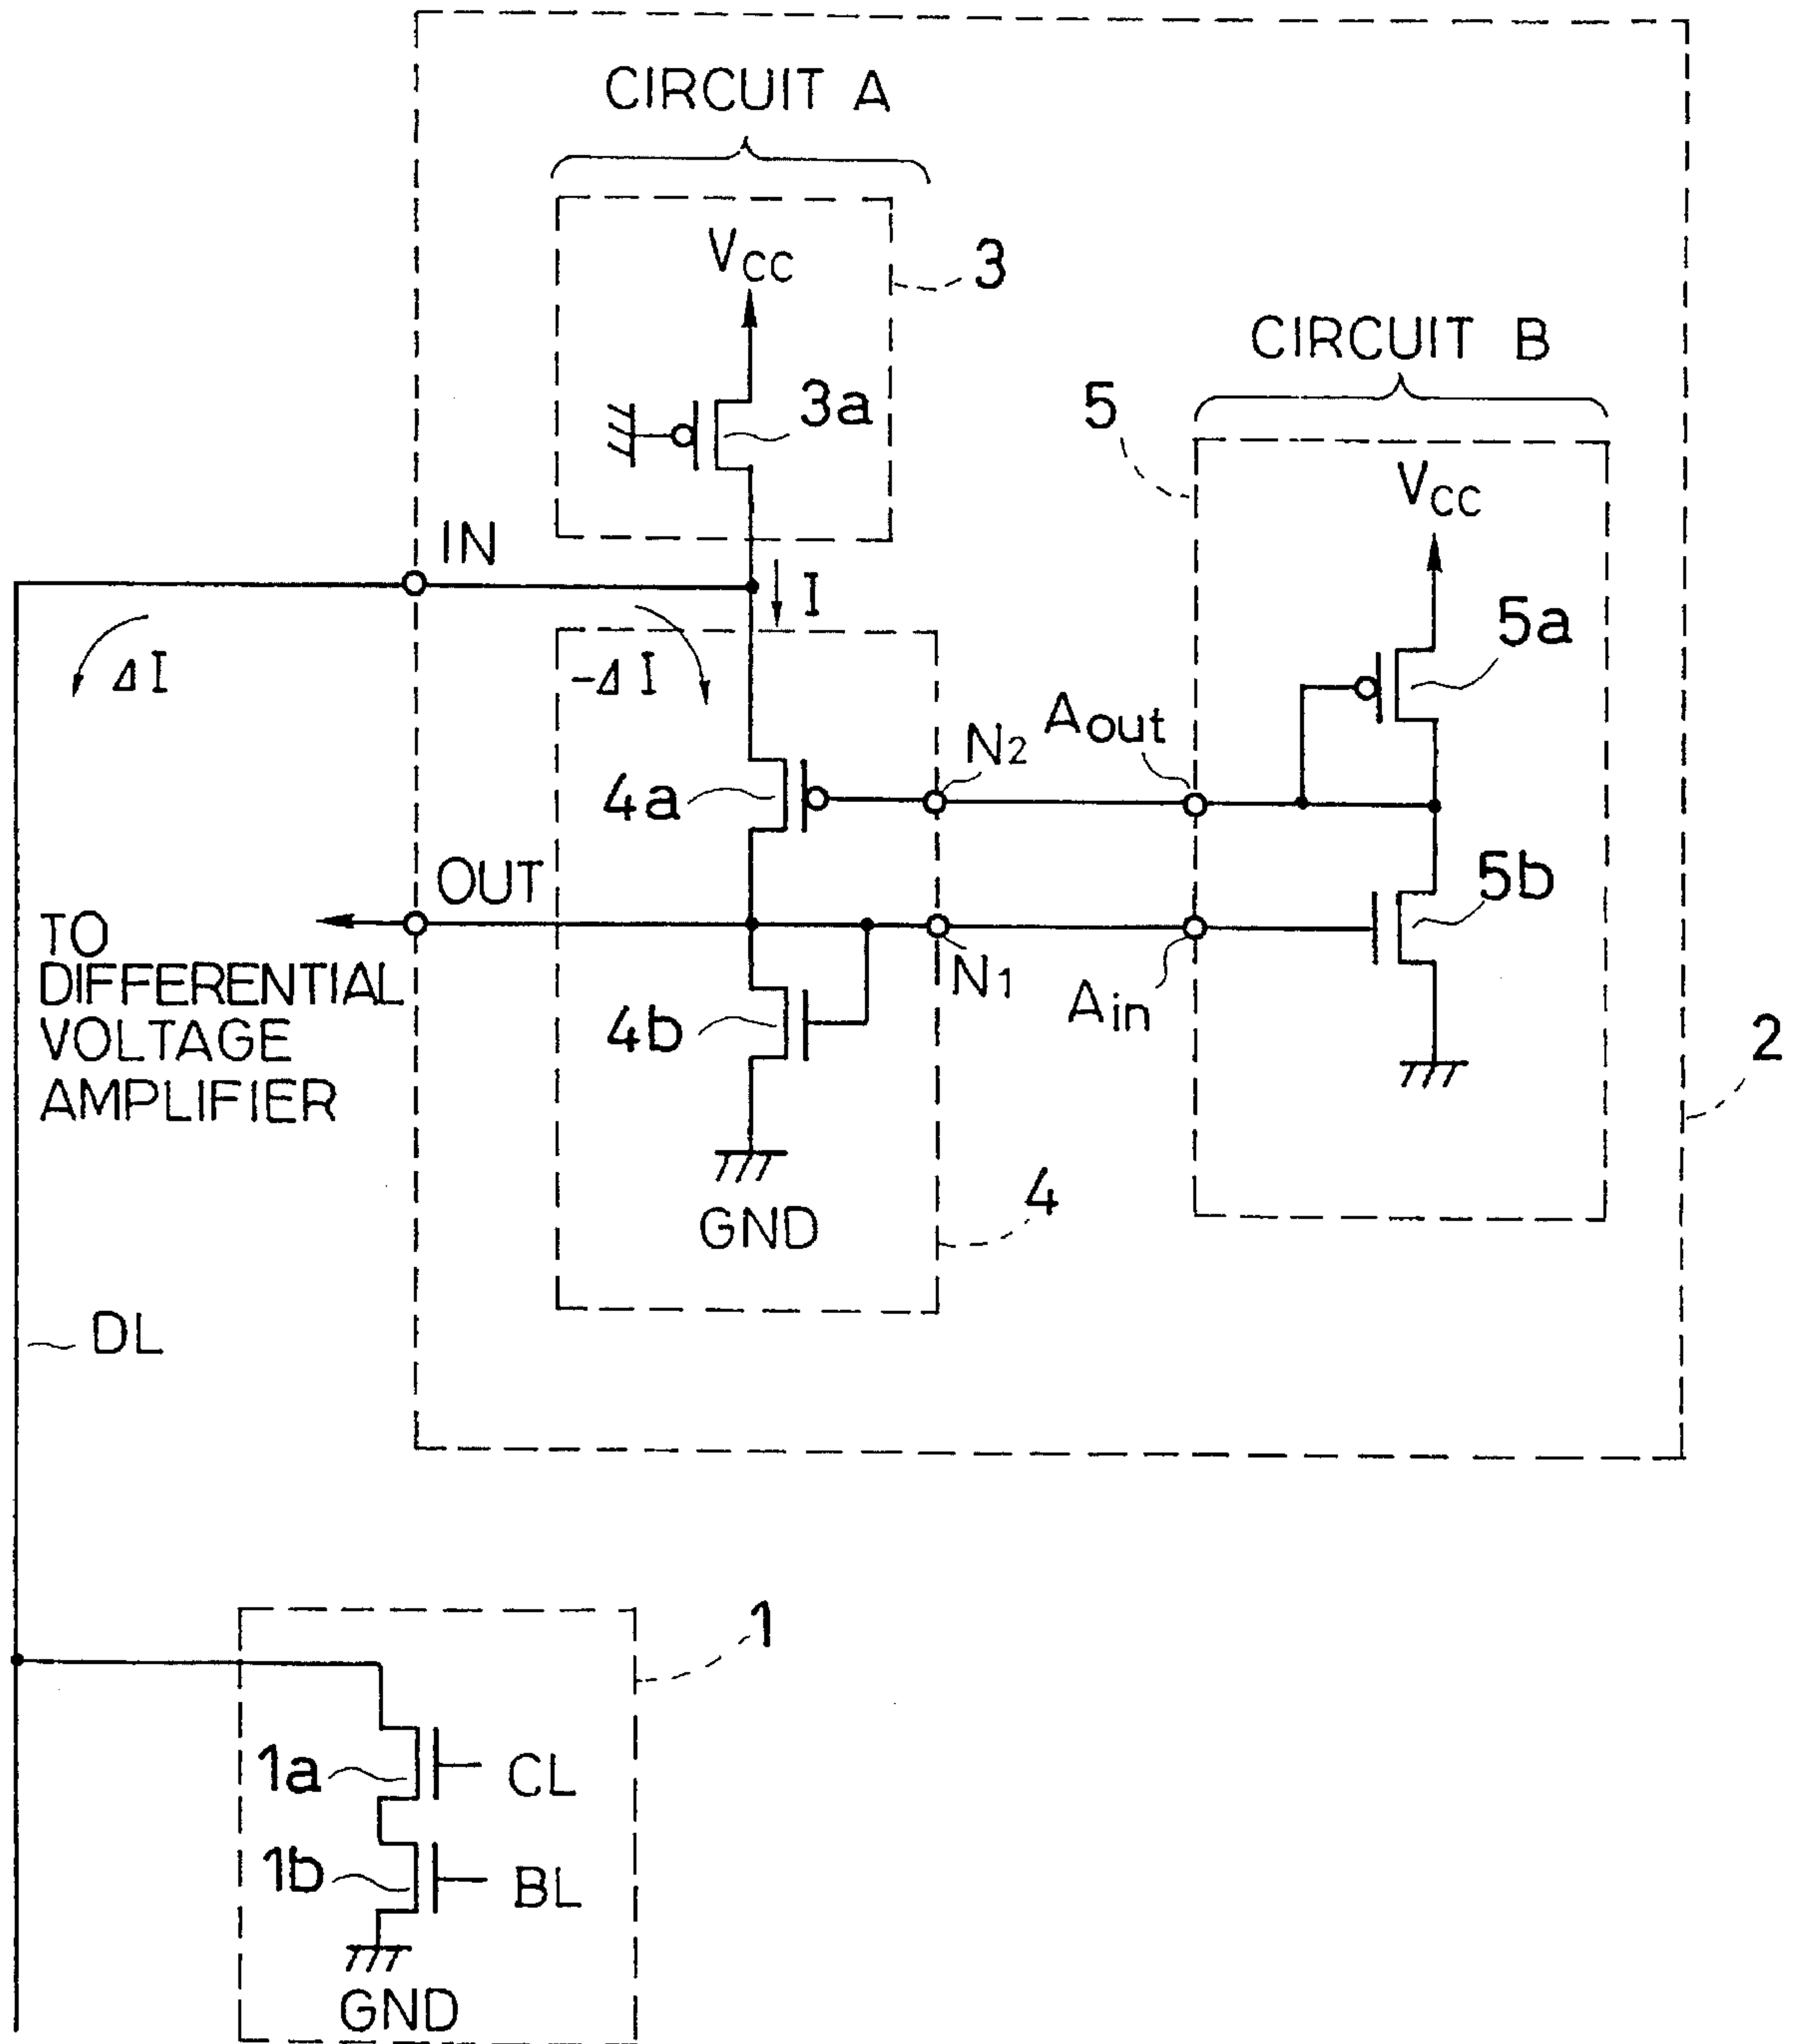 CIRCUIT A
VCC
3
3a
CIRCUIT B
5
VCC
IN
I
5a
ΔI
-ΔI
N2
Aout
4a
OUT
5b
TO
DIFFERENTIAL
VOLTAGE
AMPLIFIER
N1
Ain
4b
2
GND
4
DL
1
1a
CL
1b
BL
GND